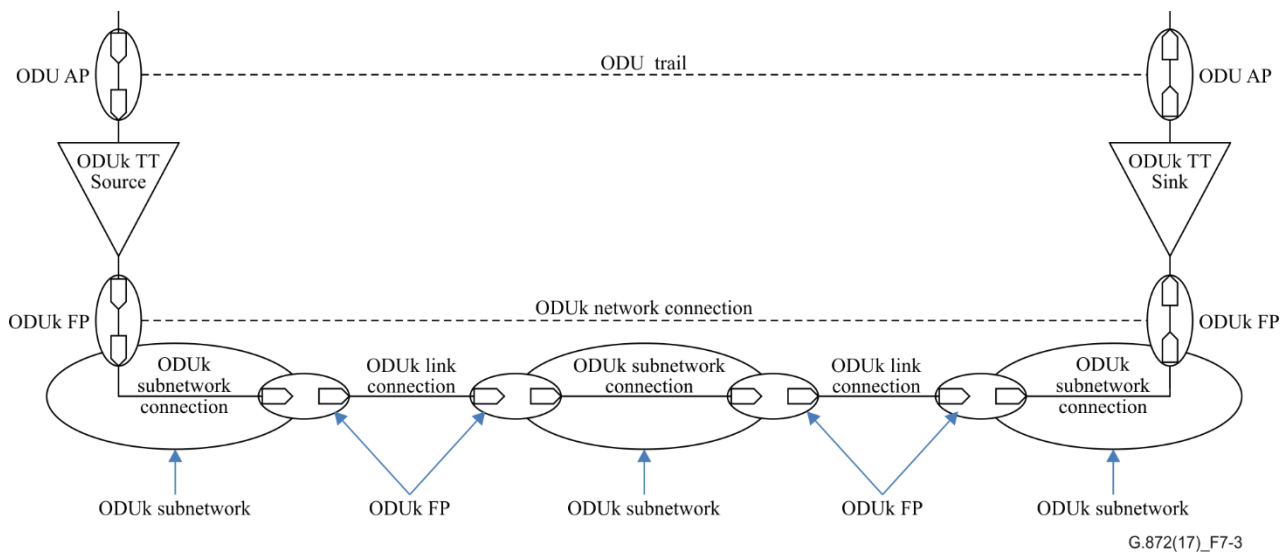 ODU AP
ODU trail
ODU AP
ODUk TT
Source
ODUk TT
Sink
ODUk FP
ODUk network connection
ODUk FP
ODUk
subnetwork
connection
ODUk link
connection
ODUk subnetwork
connection
ODUk link
connection
ODUk
subnetwork
connection
ODUk subnetwork
ODUk FP
ODUk subnetwork
ODUk FP
ODUk subnetwork
G.872(17)_F7-3